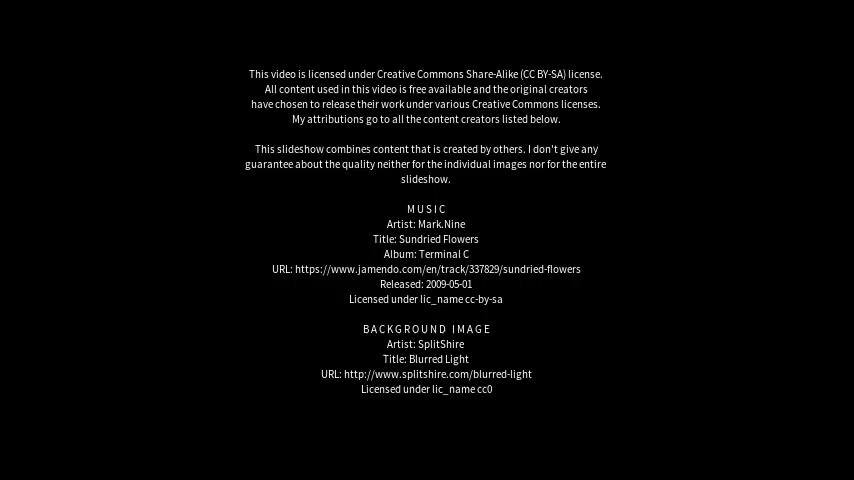 This video is licensed under Creative Commons Share-Alike (CC BY-SA) license.
All content used in this video is free available and the original creators
have chosen to release their work under various Creative Commons licenses.
My attributions go to all the content creators listed below.
This slideshow combines content that is created by others. I don't give any
guarantee about the quality neither for the individual images nor for the entire
slideshow.
MUSIC
Artist: Mark.Nine
Title: Sundried Flowers
Album: Terminal C
URL: https://www.jamendo.com/en/track/337829/sundried-flowers
Released: 2009-05-01
Licensed under lic_name cc-by-sa
BACKGROUND IMAGE
Artist: SplitShire
Title: Blurred Light
URL: http://www.splitshire.com/blurred-light
Licensed under lic_name cc0